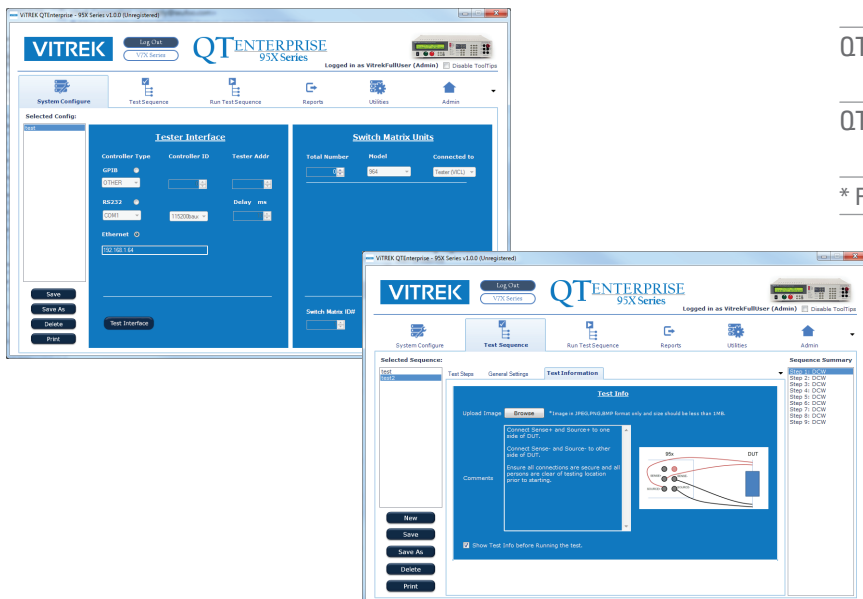 VITREK QTEnterprise - 95X Series v1.0.0 (Unregistered)
VITREK
Log Out
V7X Series
QTENTERPRISE
95X Series
Logged in as VitrekFullUser (Admin) Disable ToolTips
System Configure Test Sequence Run Test Sequence Reports Utilities Admin
Selected Config:
test
Tester Interface
Controller Type Controller ID Tester Addr
GPIB
OTHER
RS232 Delay ms
COM1 115200baud
Ethernet
192.168.1.64
Test Interface
Switch Matrix Units
Total Number Model Connected to
0 964 Tester (VICL)
Switch Matrix ID#
Save
Save As
Delete
Print
QT
QT
* F
VITREK QTEnterprise - 95X Series v1.0.0 (Unregistered)
VITREK
Log Out
V7X Series
QTENTERPRISE
95X Series
Logged in as VitrekFullUser (Admin) Disable ToolTips
System Configure Test Sequence Run Test Sequence Reports Utilities Admin
Selected Sequence:
test
test2
Test Steps General Settings Test Information
Test Info
Upload Image Browse *Image in JPEG,PNG,BMP format only and size should be less than 1MB.
Comments
Connect Sense+ and Source+ to one
side of DUT.
Connect Sense- and Source- to other
side of DUT.
Ensure all connections are secure and all
persons are clear of testing location
prior to starting.
95x DUT
Show Test Info before Running the test.
Sequence Summary
Step 1: DCW
Step 2: DCW
Step 3: DCW
Step 4: DCW
Step 5: DCW
Step 6: DCW
Step 7: DCW
Step 8: DCW
Step 9: DCW
New
Save
Save As
Delete
Print